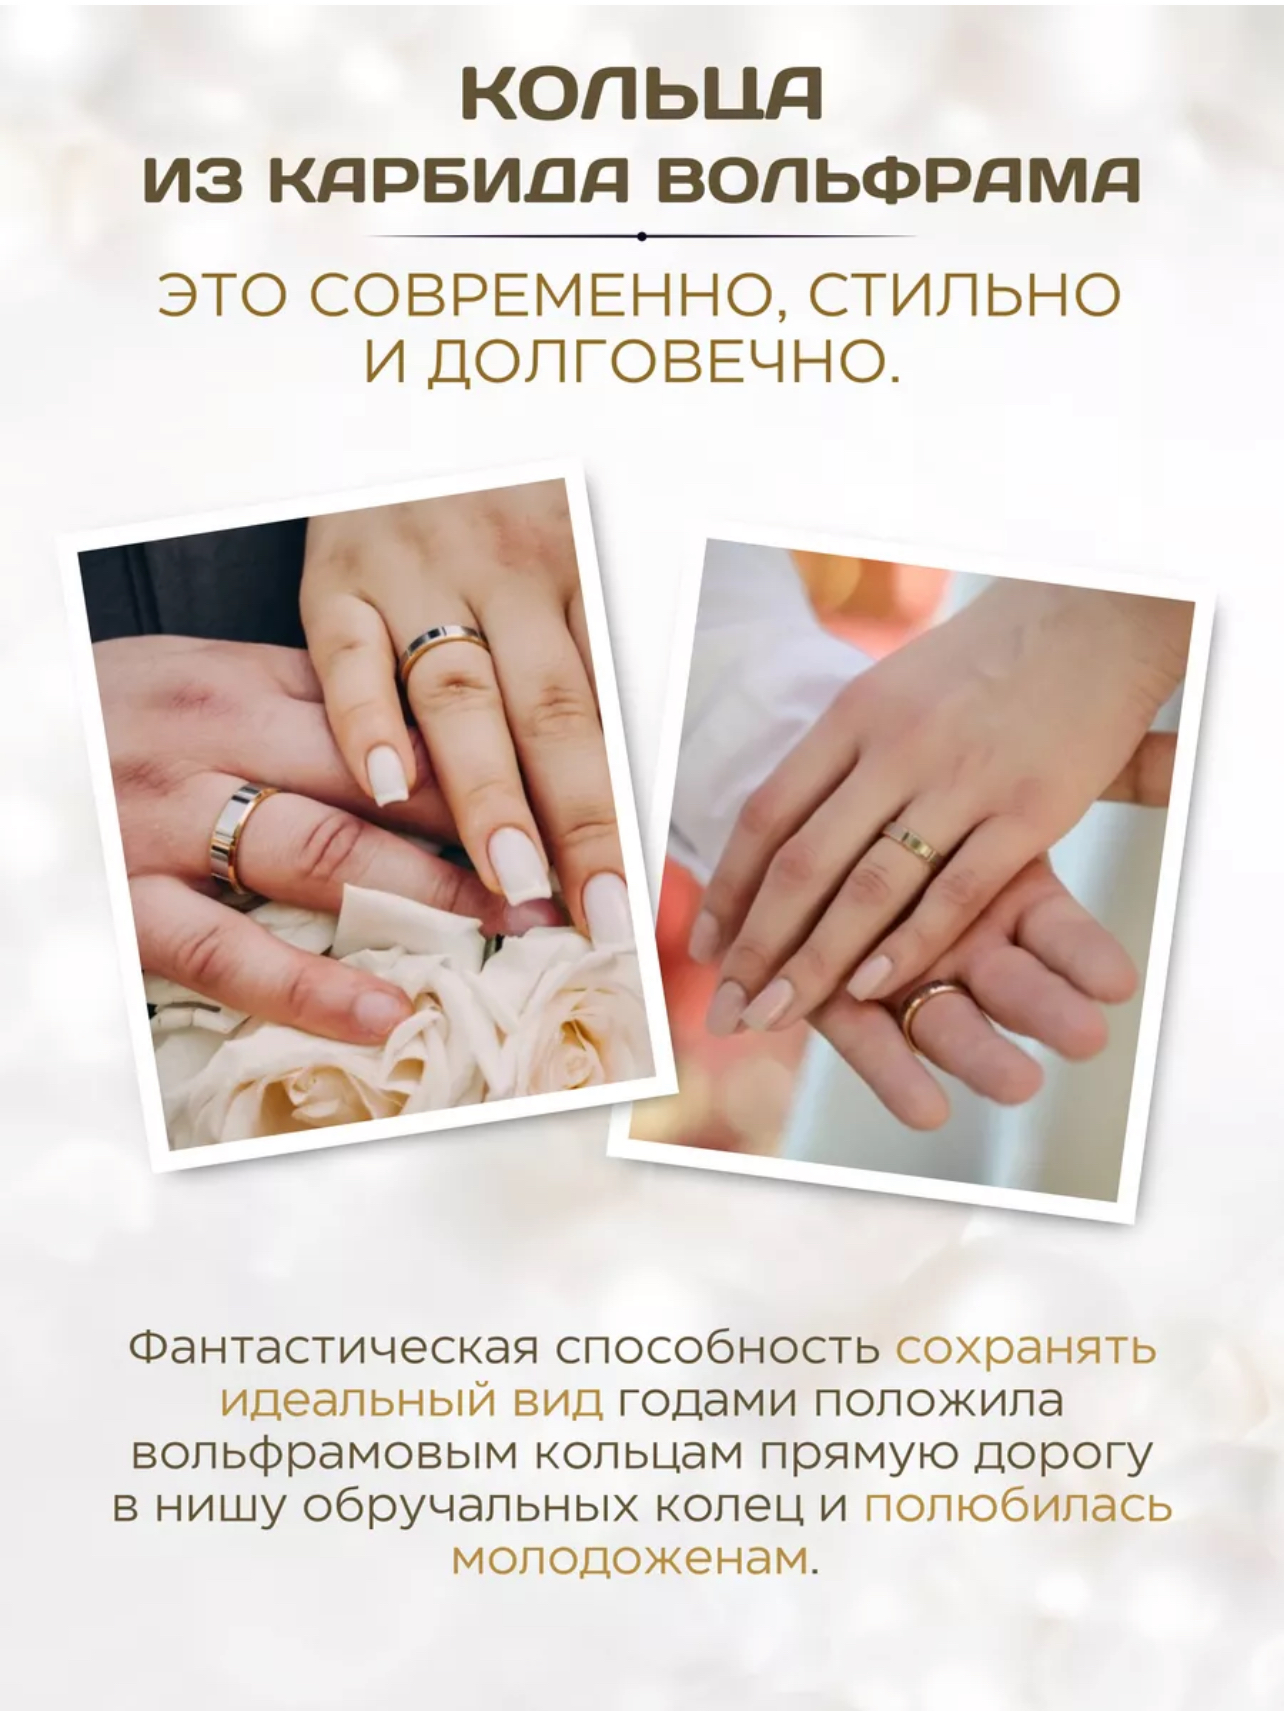 КОЛЬЦА
ИЗ КАРБИДА ВОЛЬФРАМА
ЭТО СОВРЕМЕННО, СТИЛЬНО
И ДОЛГОВЕЧНО.
Фантастическая способность сохранять
идеальный вид годами положила
вольфрамовым кольцам прямую дорогу
в нишу обручальных колец и полюбилась
молодоженам.